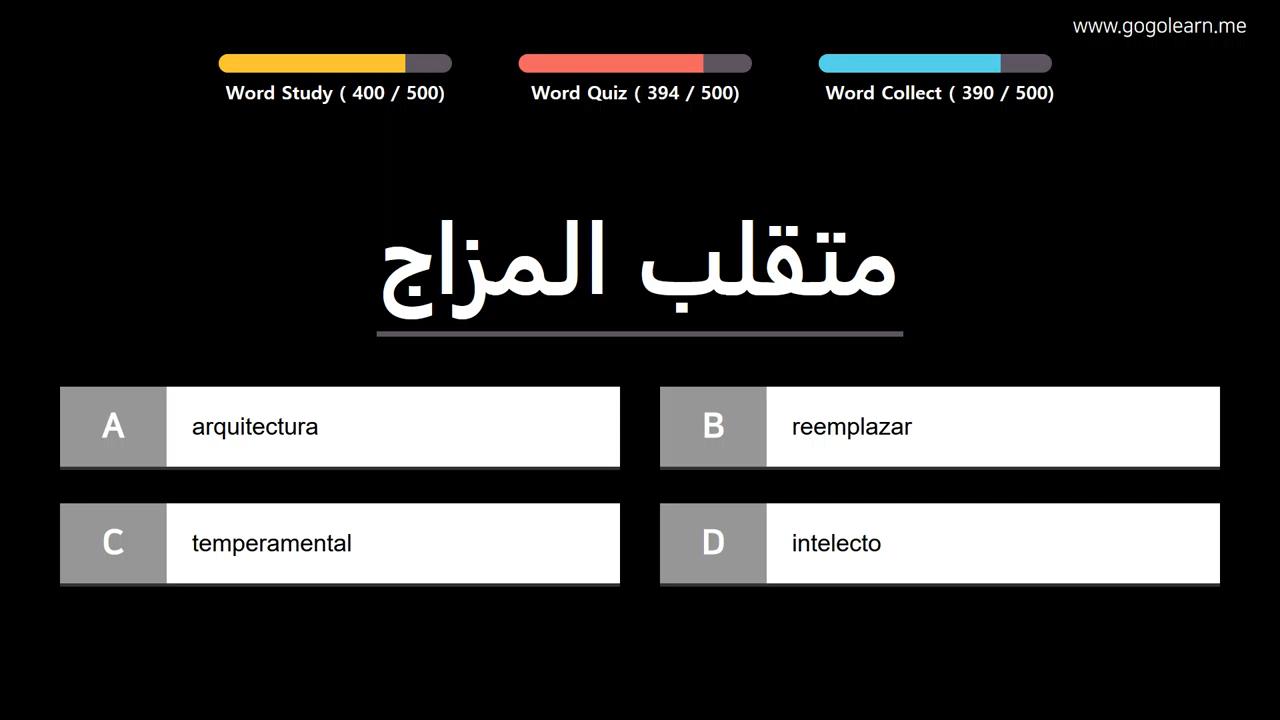 www.gogolearn.me
Word Study ( 400 / 500)
Word Quiz ( 394 / 500)
Word Collect ( 390 / 500)
متقلب المزاج
A arquitectura
B reemplazar
C temperamental
D intelecto